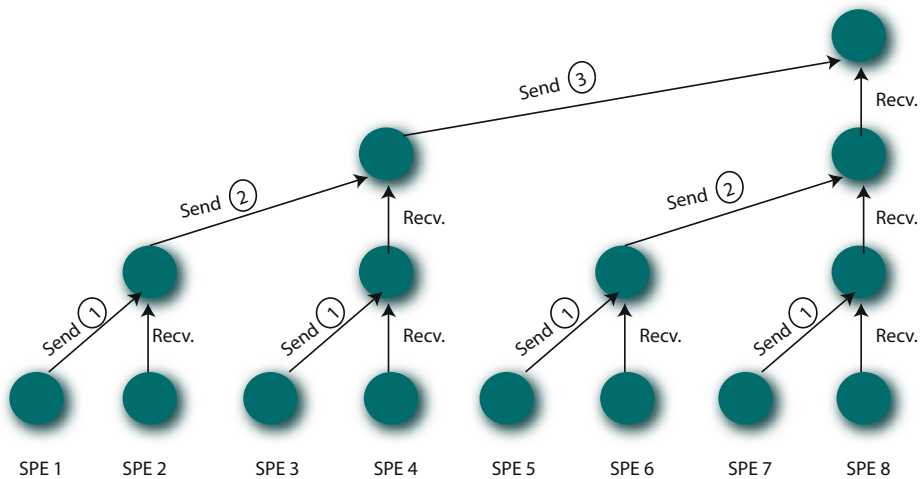 Send 3
Recv.
Send 2
Recv.
Send 2
Recv.
Send 1
Recv.
Send 1
Recv.
Send 1
Recv.
Send 1
Recv.
SPE 1 SPE 2 SPE 3 SPE 4 SPE 5 SPE 6 SPE 7 SPE 8